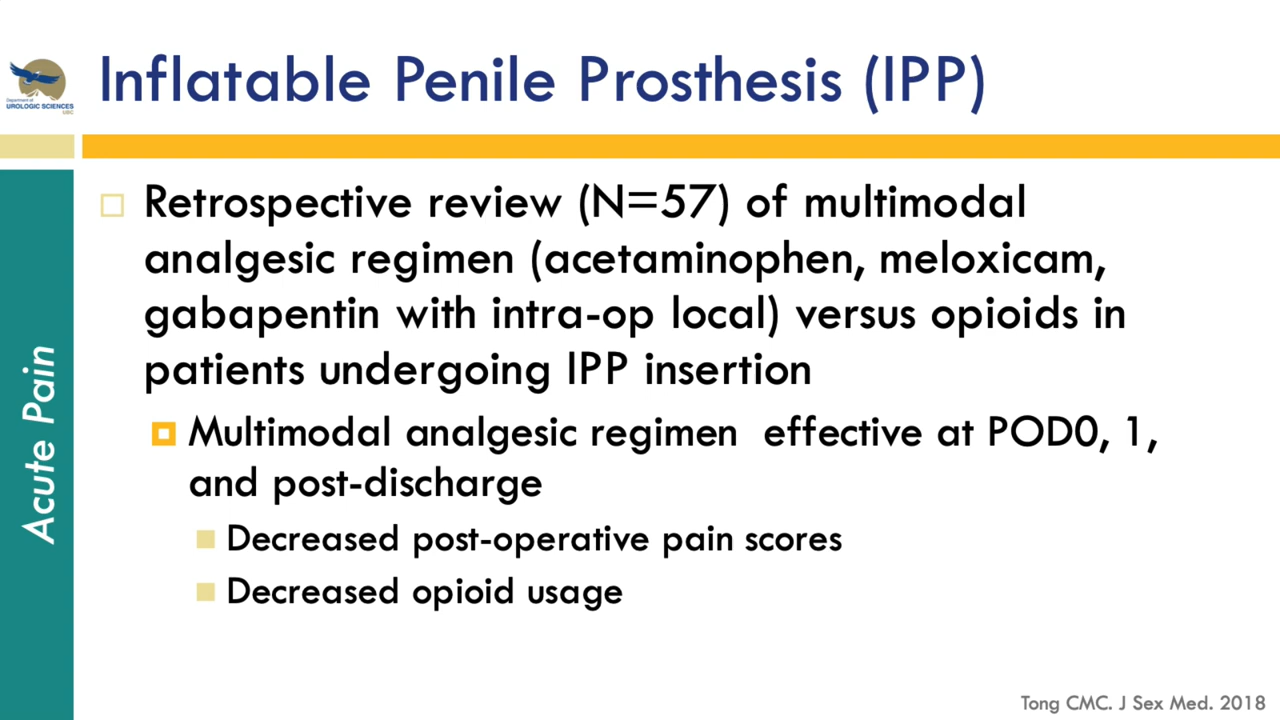 Inflatable Penile Prosthesis (IPP)
Department of
UROLOGIC SCIENCES
UBC
Retrospective review (N=57) of multimodal
analgesic regimen (acetaminophen, meloxicam,
gabapentin with intra-op local) versus opioids in
patients undergoing IPP insertion
Multimodal analgesic regimen effective at POD0, 1,
and post-discharge
Decreased post-operative pain scores
Decreased opioid usage
Acute Pain
Tong CMC. J Sex Med. 2018